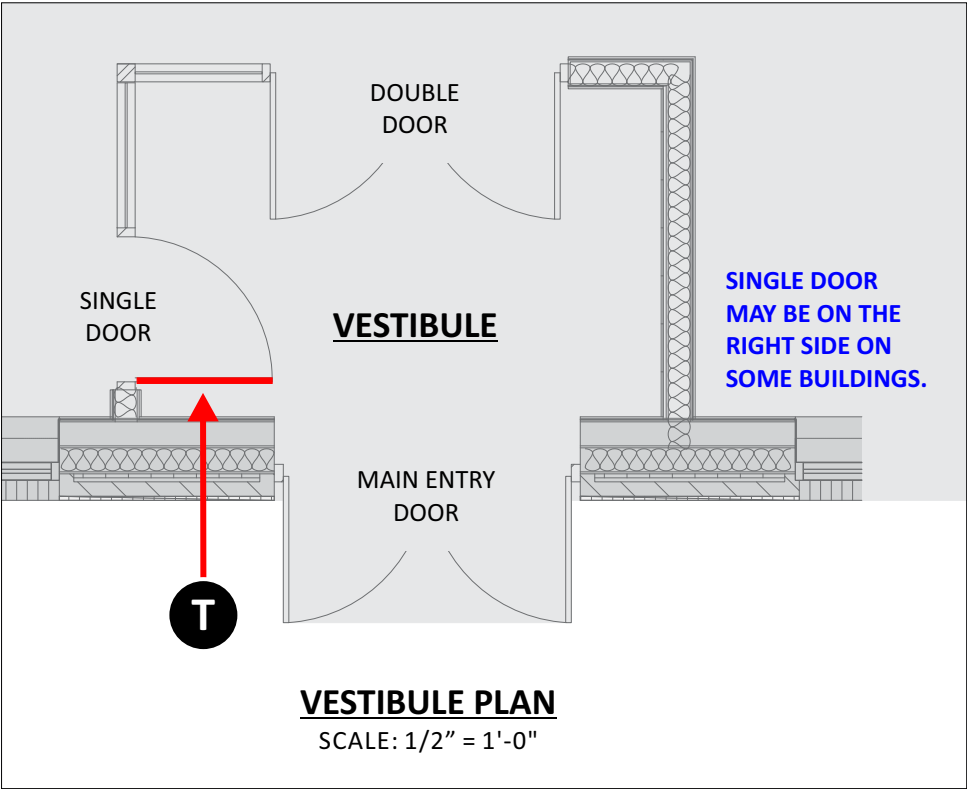 DOUBLE
DOOR
SINGLE
DOOR
VESTIBULE
SINGLE DOOR
MAY BE ON THE
RIGHT SIDE ON
SOME BUILDINGS.
MAIN ENTRY
DOOR
T
VESTIBULE PLAN
SCALE: 1/2” = 1'-0"